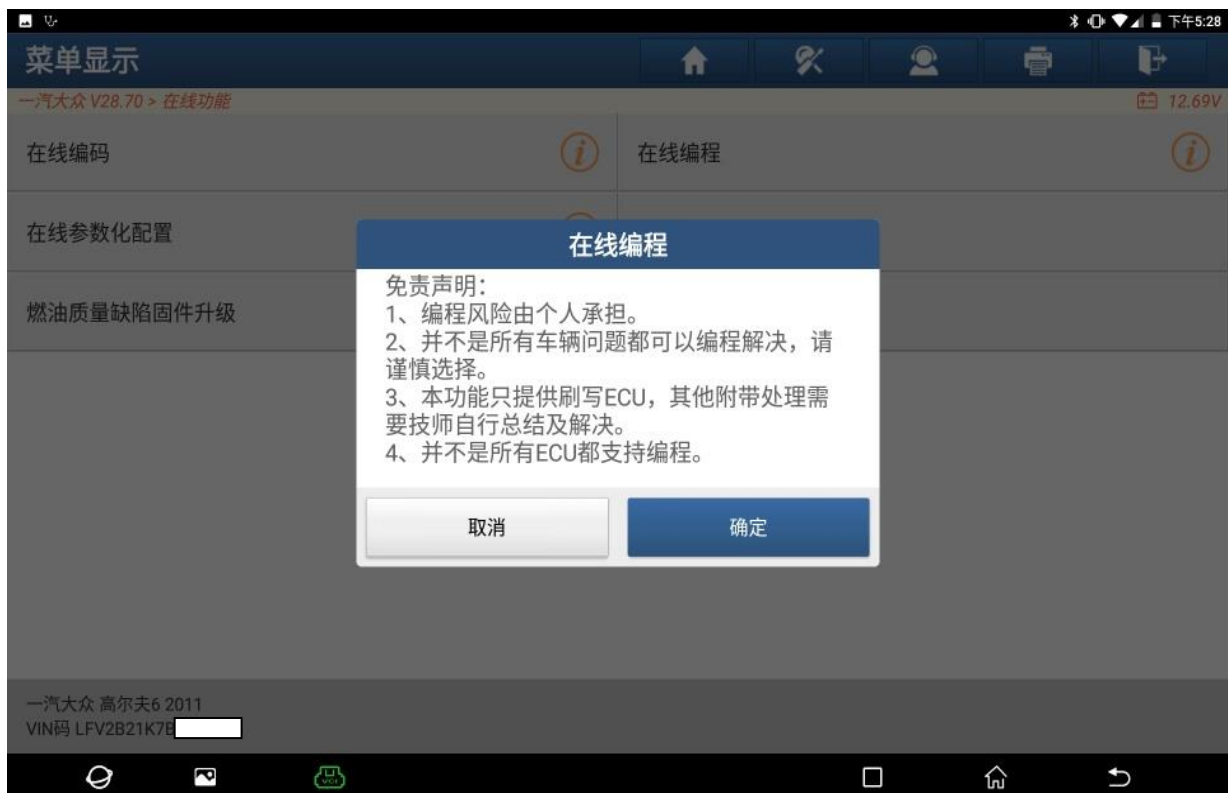 下午5:28
菜单显示
一汽大众 V28.70 > 在线功能
12.69V
在线编码
在线编程
在线参数化配置
燃油质量缺陷固件升级
在线编程
免责声明：
1、编程风险由个人承担。
2、并不是所有车辆问题都可以编程解决，请
谨慎选择。
3、本功能只提供刷写ECU，其他附带处理需
要技师自行总结及解决。
4、并不是所有ECU都支持编程。
取消
确定
一汽大众 高尔夫6 2011
VIN码 LFV2B21K7B
VCI